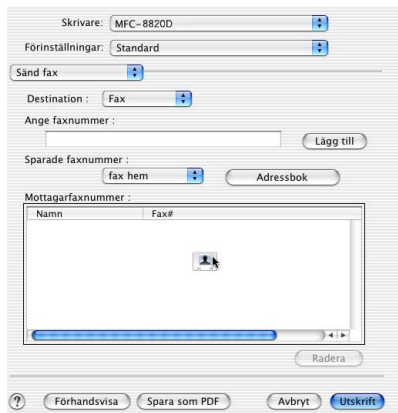 Skrivare: MFC-8820D
Förinställningar: Standard
Sänd fax
Destination : Fax
Ange faxnummer :
Lägg till
Sparade faxnummer :
fax hem Adressbok
Mottagarfaxnummer :
Namn Fax#
Radera
? Förhandsvisa Spara som PDF Avbryt Utskrift